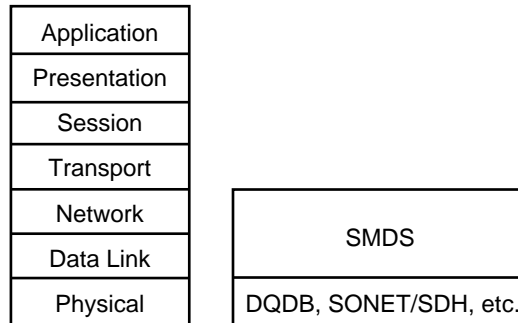 Application
Presentation
Session
Transport
Network
Data Link
Physical
SMDS
DQDB, SONET/SDH, etc.